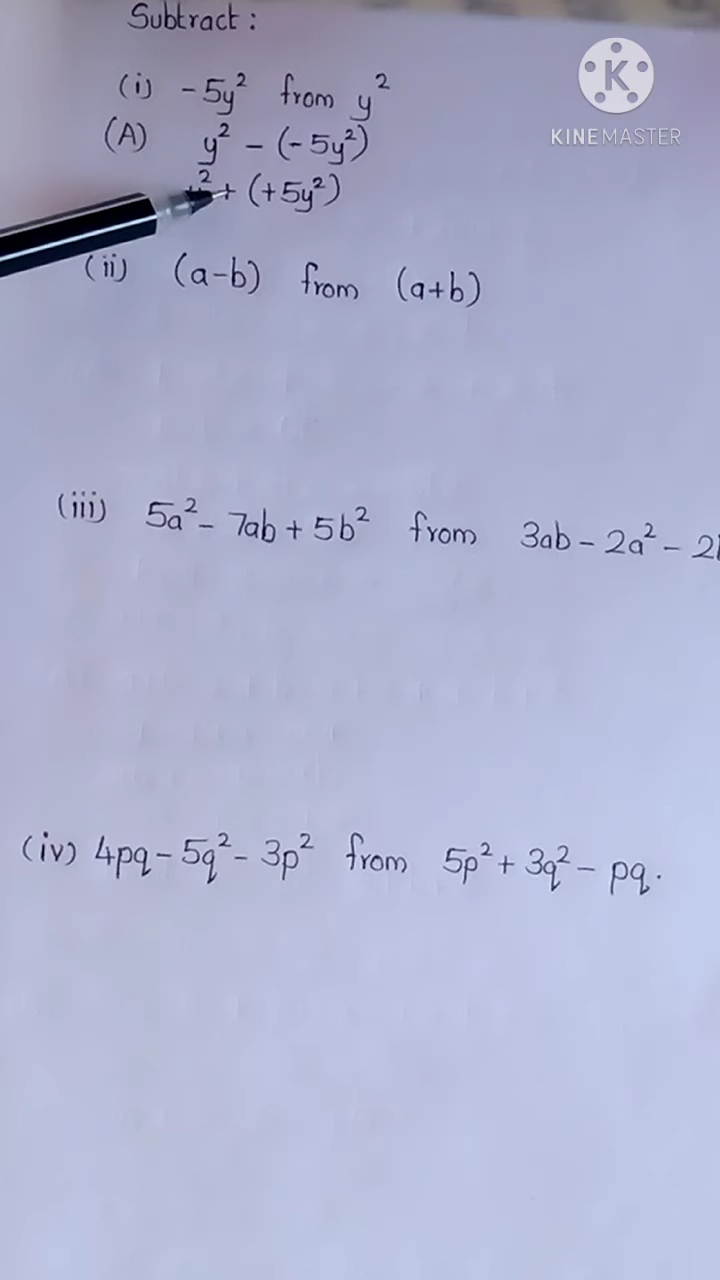 Subtract :
KINEMASTER
(i) -5y² from y²
(A) y² - (-5y²)
² + (+5y²)
(ii) (a-b) from (a+b)
(iii) 5a² - 7ab + 5b² from 3ab - 2a² - 2
(iv) 4pq - 5q² - 3p² from 5p² + 3q² - pq.